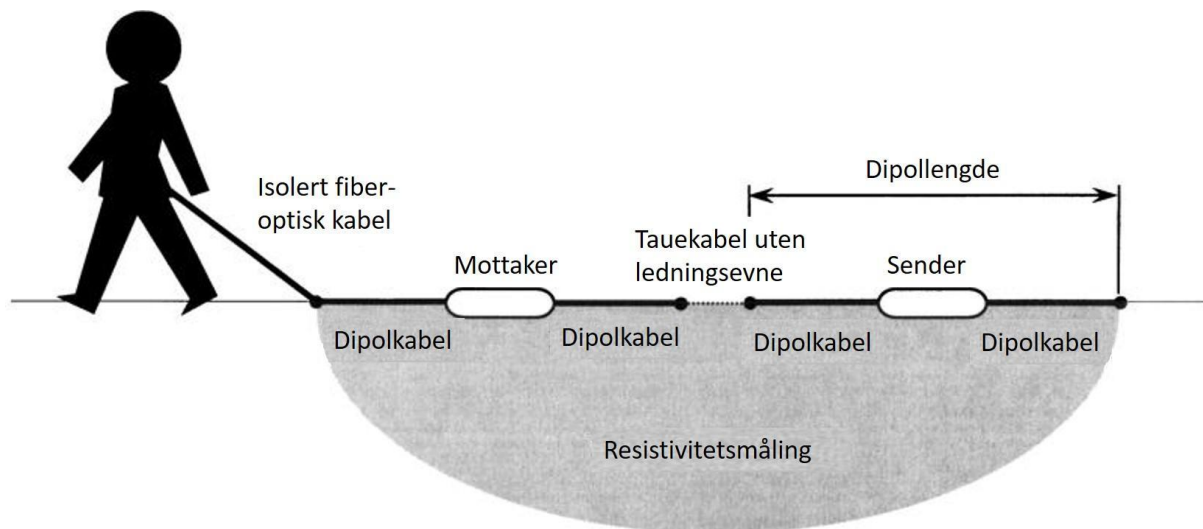 Isolert fiber-
optisk kabel
Mottaker
Tauekabel uten
ledningsevne
Dipollengde
Sender
Dipolkabel
Dipolkabel
Dipolkabel
Dipolkabel
Resistivitetsmåling